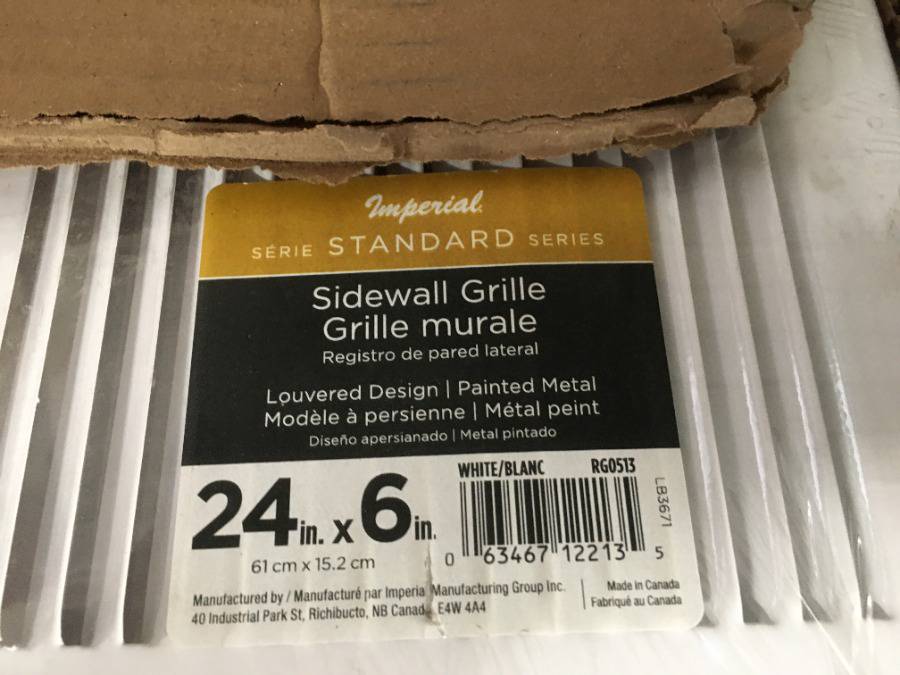 Imperial
SÉRIE STANDARD SERIES
Sidewall Grille
Grille murale
Registro de pared lateral
Louvered Design | Painted Metal
Modèle à persienne | Métal peint
Diseño apersianado | Metal pintado
24in. x 6in.
61 cm x 15.2 cm
WHITE/BLANC RG0513
LB3671
0 63467 12213 5
Manufactured by / Manufacturé par Imperia Manufacturing Group Inc.
40 Industrial Park St, Richibucto, NB Canad E4W 4A4
Made in Canada
Fabriqué au Canada